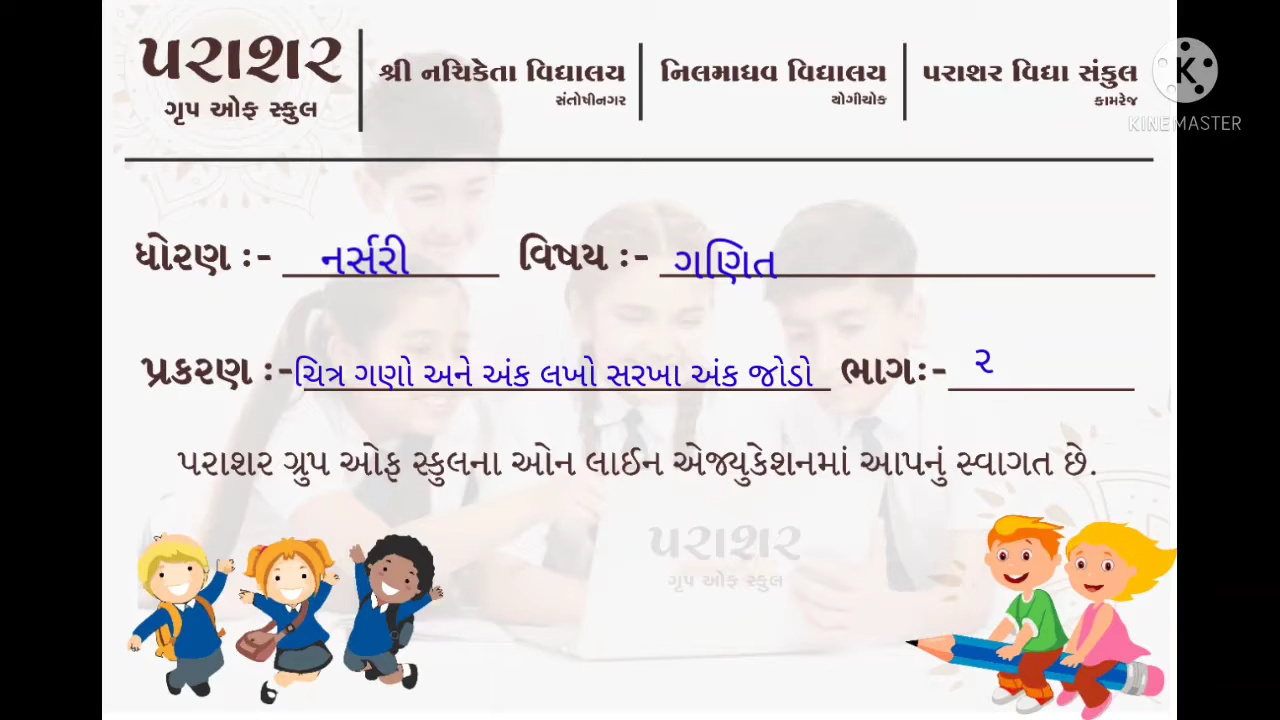 પરાશર
ગૃપ ઓફ સ્કુલ
શ્રી નચિકેતા વિદ્યાલય
સંતોષીનગર
નિલમાધવ વિદ્યાલય
યોગીચોક
પરાશર વિદ્યા સંકુલ
કામરેજ
K
KINEMASTER
ધોરણ :- નર્સરી વિષય :- ગણિત
પ્રકરણ :- ચિત્ર ગણો અને અંક લખો સરખા અંક જોડો ભાગઃ- ૨
પરાશર ગ્રુપ ઓફ સ્કુલના ઓન લાઈન એજ્યુકેશનમાં આપનું સ્વાગત છે.
પરાશર
ગૃપ ઓફ સ્કુલ